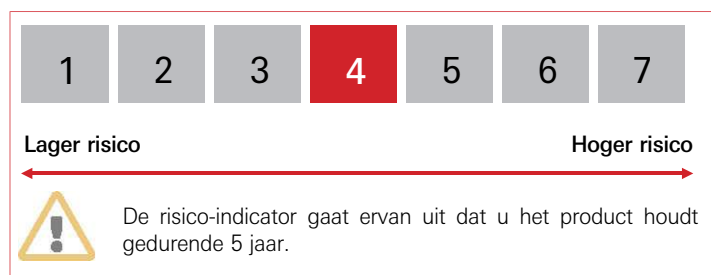 1 2 3 4 5 6 7
Lager risico Hoger risico
De risico-indicator gaat ervan uit dat u het product houdt
gedurende 5 jaar.